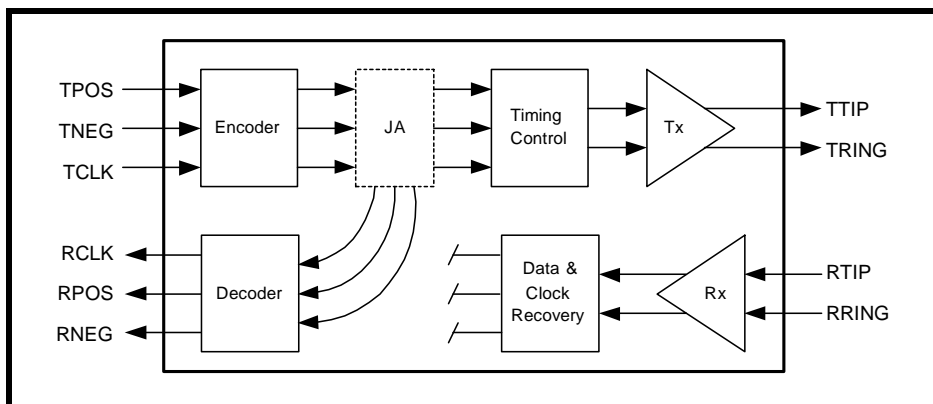 TPOS
TNEG
TCLK
Encoder
JA
Timing
Control
Tx
TTIP
TRING
RCLK
RPOS
RNEG
Decoder
Data &
Clock
Recovery
Rx
RTIP
RRING